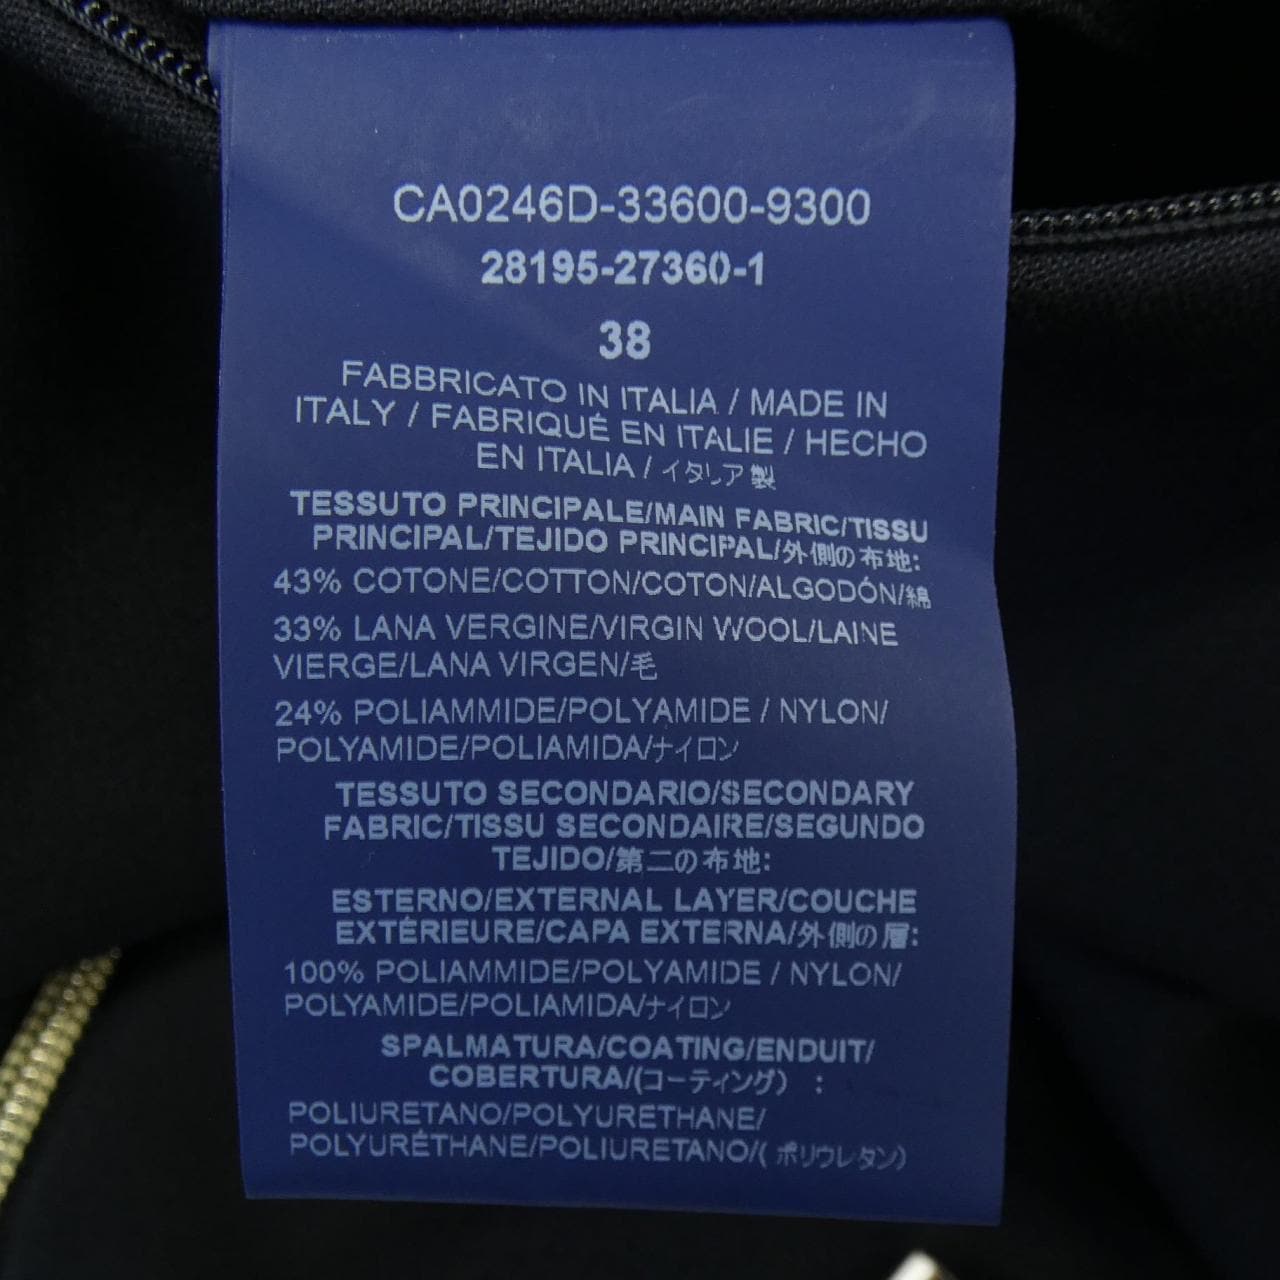 CA0246D-33600-9300
28195-27360-1
38
FABBRICATO IN ITALIA / MADE IN
ITALY / FABRIQUÉ EN ITALIE / HECHO
EN ITALIA / イタリア製
TESSUTO PRINCIPALE/MAIN FABRIC/TISSU
PRINCIPAL/TEJIDO PRINCIPAL/外側の布地:
43% COTONE/COTTON/COTON/ALGODÓN/綿
33% LANA VERGINE/VIRGIN WOOL/LAINE
VIERGE/LANA VIRGEN/毛
24% POLIAMMIDE/POLYAMIDE / NYLON/
POLYAMIDE/POLIAMIDA/ナイロン
TESSUTO SECONDARIO/SECONDARY
FABRIC/TISSU SECONDAIRE/SEGUNDO
TEJIDO/第二の布地:
ESTERNO/EXTERNAL LAYER/COUCHE
EXTÉRIEURE/CAPA EXTERNA/外側の層:
100% POLIAMMIDE/POLYAMIDE / NYLON/
POLYAMIDE/POLIAMIDA/ナイロン
SPALMATURA/COATING/ENDUIT/
COBERTURA/(コーティング) :
POLIURETANO/POLYURETHANE/
POLYURÉTHANE/POLIURETANO/( ポリウレタン)